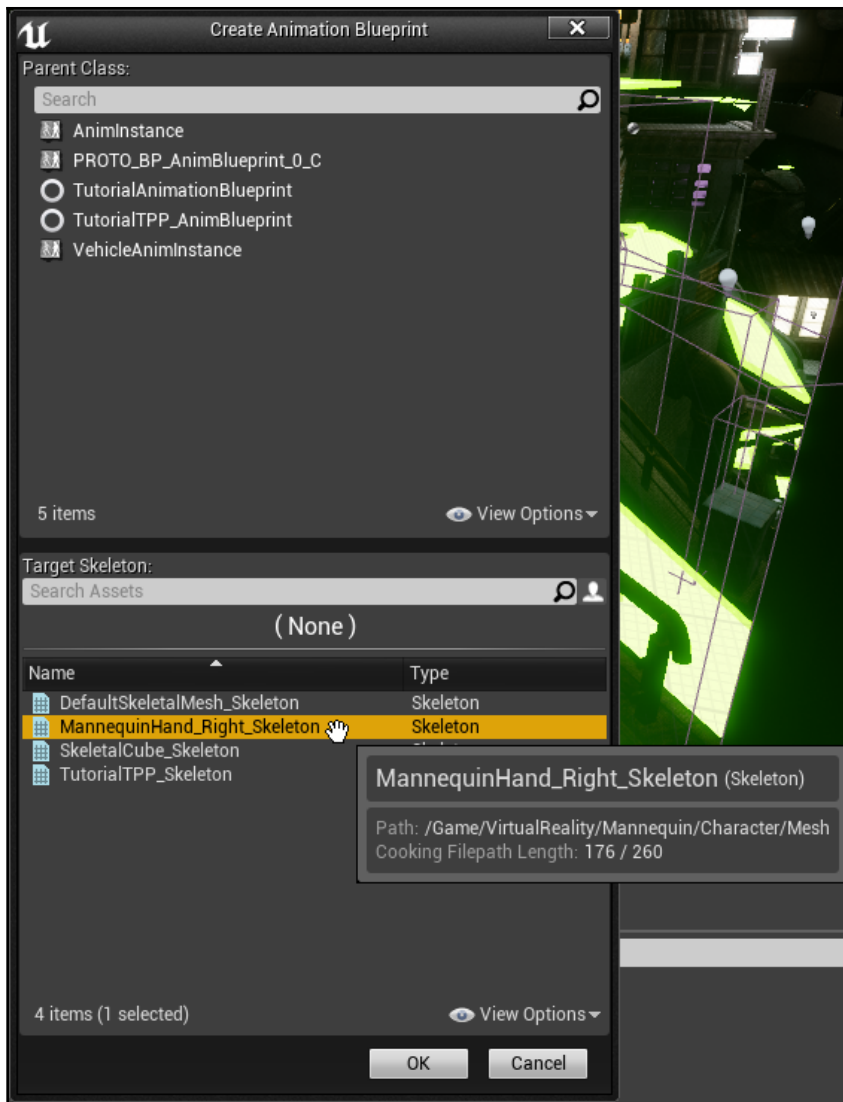 Create Animation Blueprint
Parent Class:
Search
AnimInstance
PROTO_BP_AnimBlueprint_0_C
TutorialAnimationBlueprint
TutorialTPP_AnimBlueprint
VehicleAnimInstance
5 items View Options
Target Skeleton:
Search Assets
( None )
Name Type
DefaultSkeletalMesh_Skeleton Skeleton
MannequinHand_Right_Skeleton Skeleton
SkeletalCube_Skeleton
TutorialTPP_Skeleton
MannequinHand_Right_Skeleton (Skeleton)
Path: /Game/VirtualReality/Mannequin/Character/Mesh
Cooking Filepath Length: 176 / 260
4 items (1 selected) View Options
OK Cancel